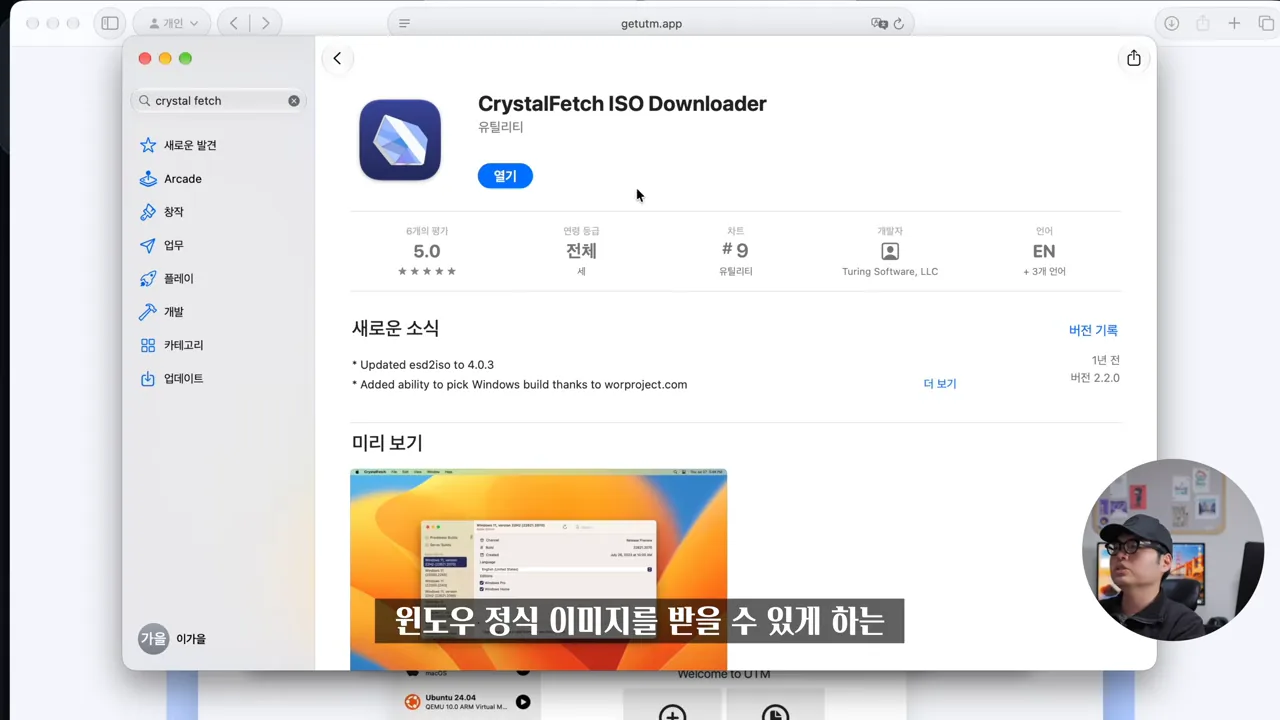 개인
getutm.app
crystal fetch
새로운 발견
Arcade
창작
업무
플레이
개발
카테고리
업데이트
가을 이가을
CrystalFetch ISO Downloader
유틸리티
열기
6개의 평가
5.0
연령 등급
전체
세
차트
#9
유틸리티
개발자
Turing Software, LLC
언어
EN
+ 3개 언어
새로운 소식
버전 기록
* Updated esd2iso to 4.0.3
1년 전
* Added ability to pick Windows build thanks to worproject.com
더 보기
버전 2.2.0
미리 보기
윈도우 정식 이미지를 받을 수 있게 하는
macOS
Welcome to UTM
Ubuntu 24.04
QEMU 10.0 ARM Virtual M...